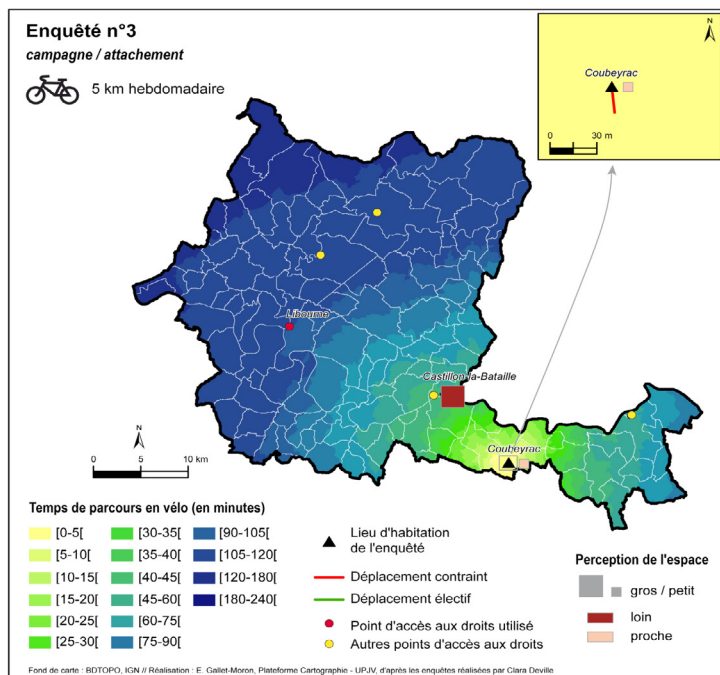 Enquêté n°3
campagne / attachement
5 km hebdomadaire
N
Coubeyrac
0 30 m
Libourne
Castillon-la-Bataille
Coubeyrac
N
0 5 10 km
Temps de parcours en vélo (en minutes)
[0-5[ [30-35[ [90-105[
[5-10[ [35-40[ [105-120[
[10-15[ [40-45[ [120-180[
[15-20[ [45-60[ [180-240[
[20-25[ [60-75[
[25-30[ [75-90[
Lieu d'habitation
de l'enquêté
Déplacement contraint
Déplacement électif
Point d'accès aux droits utilisé
Autres points d'accès aux droits
Perception de l'espace
gros / petit
loin
proche
Fond de carte : BDTOPO, IGN // Réalisation : E. Gallet-Moron, Plateforme Cartographie - UPJV, d'après les enquêtes réalisées par Clara Deville